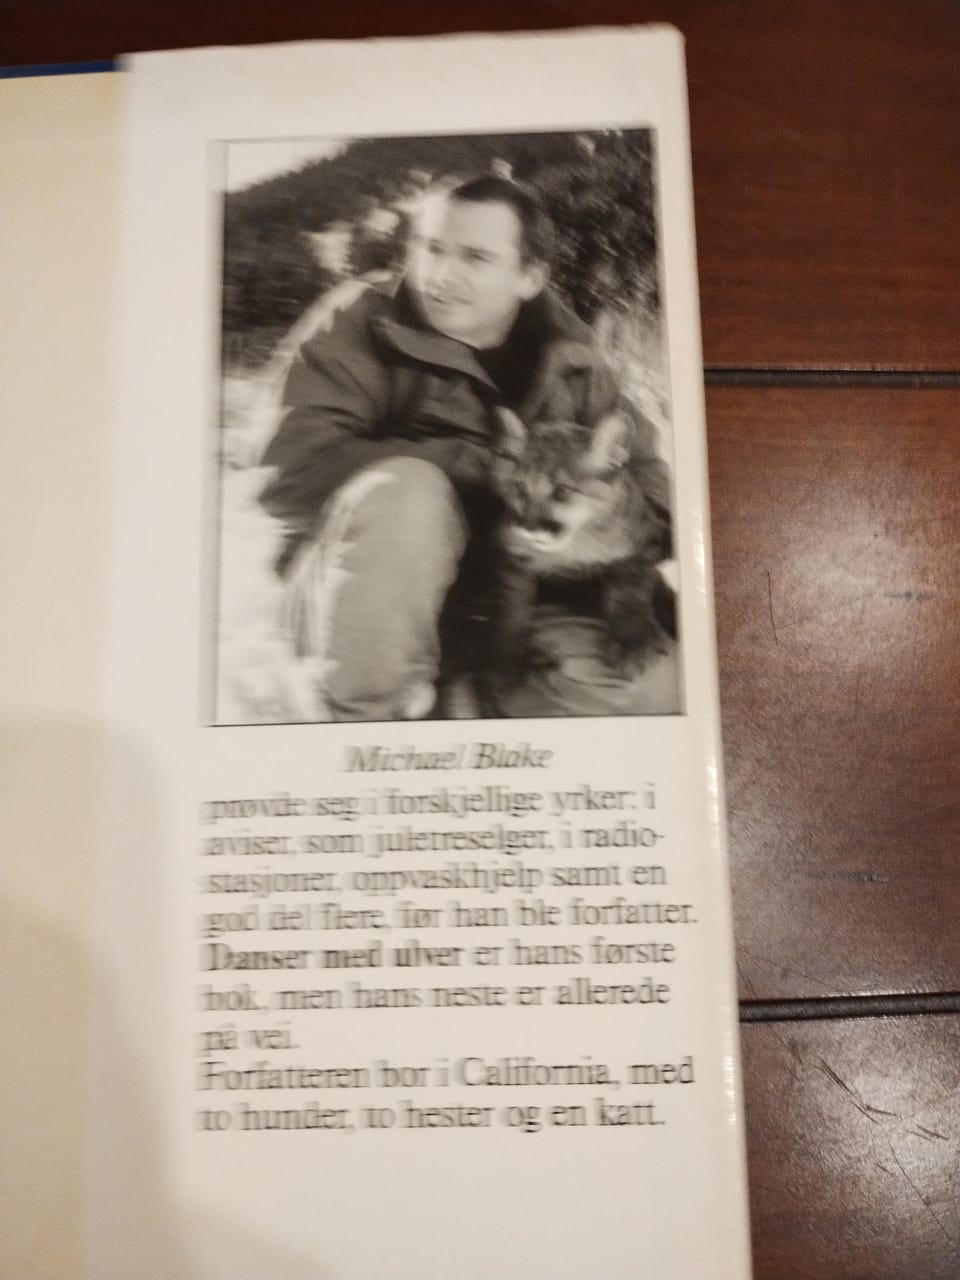 Michael Blake
prøvde seg i forskjellige yrker: i
aviser, som juletreselger, i radio-
stasjoner, oppvaskhjelp samt en
god del flere, før han ble forfatter.
Danser med ulver er hans første
bok, men hans neste er allerede
på vei.
Forfatteren bor i California, med
to hunder, to hester og en katt.